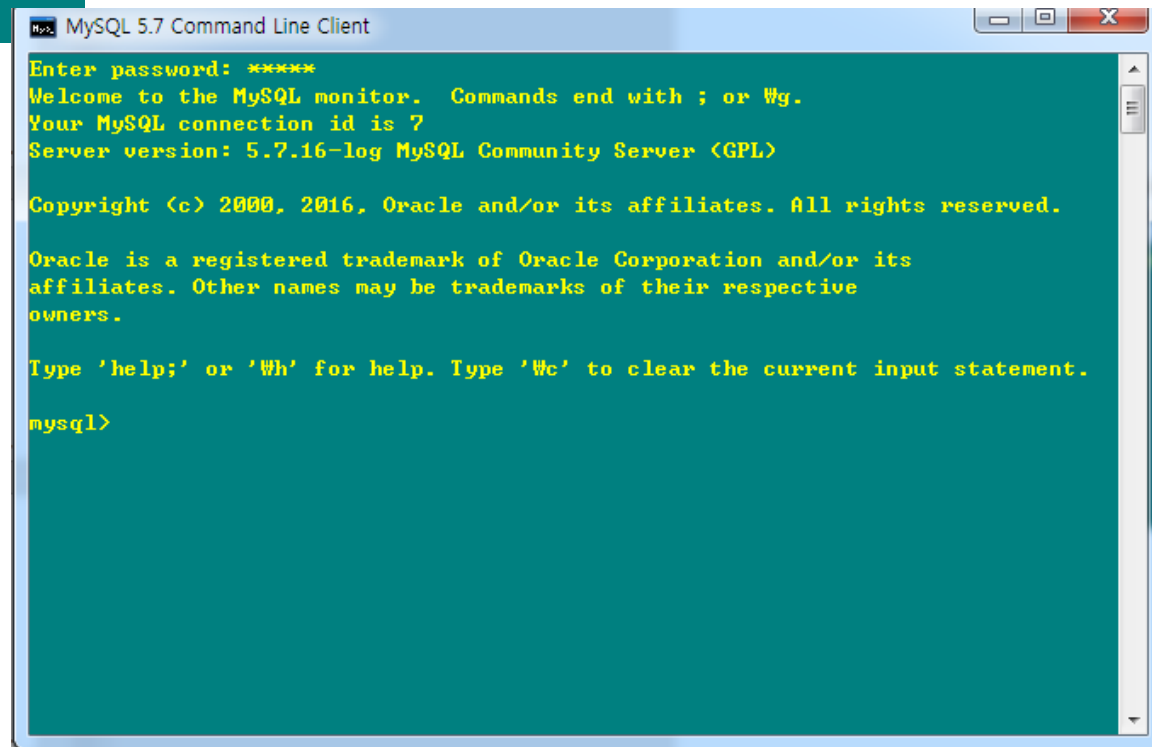 MySQL 5.7 Command Line Client
Enter password: *****
Welcome to the MySQL monitor.  Commands end with ; or ₩g.
Your MySQL connection id is 7
Server version: 5.7.16-log MySQL Community Server (GPL)
Copyright (c) 2000, 2016, Oracle and/or its affiliates. All rights reserved.
Oracle is a registered trademark of Oracle Corporation and/or its
affiliates. Other names may be trademarks of their respective
owners.
Type 'help;' or '₩h' for help. Type '₩c' to clear the current input statement.
mysql>